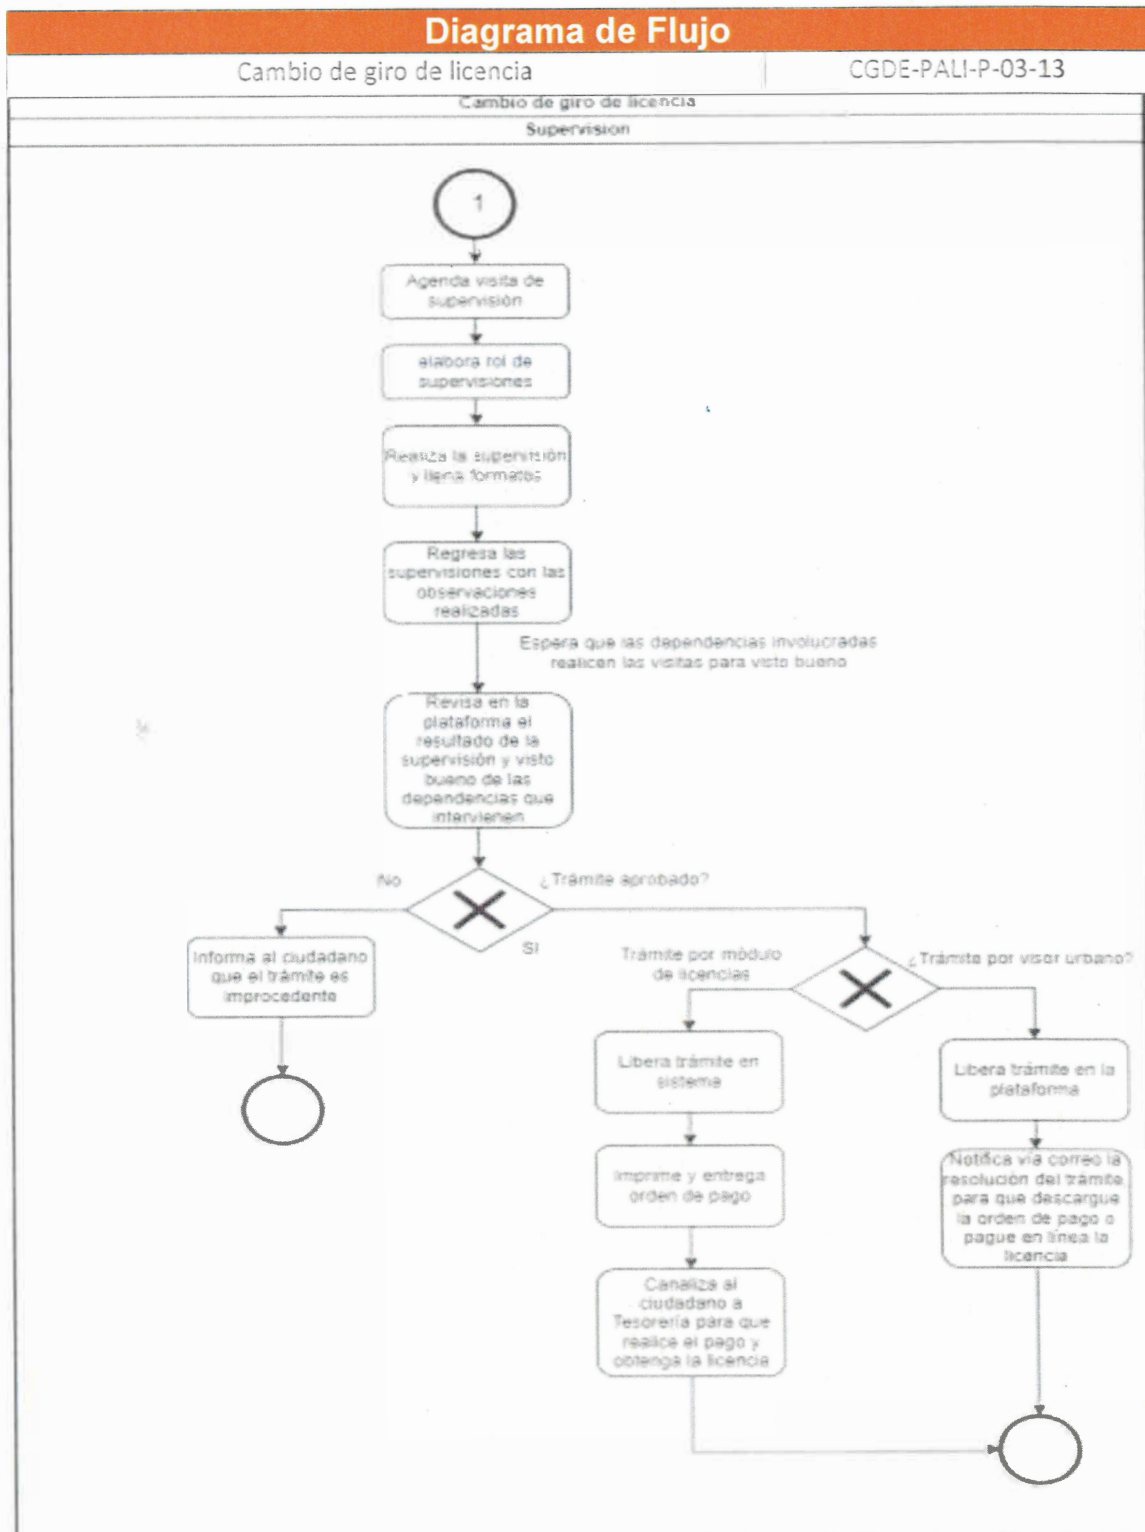 Diagrama de Flujo
Cambio de giro de licencia
CGDE-PALI-P-03-13
Cambio de giro de licencia
Supervision
1
Agenda visita de
supervisión
elabora rol de
supervisiones
Realiza la supervisión
y llena formatos
Regresa las
supervisiones con las
observaciones
realizadas
Espera que las dependencias involucradas
realicen las visitas para visto bueno
Revisa en la
plataforma el
resultado de la
supervisión y visto
bueno de las
dependencias que
intervienen
No
¿Trámite aprobado?
SI
Informa al ciudadano
que el trámite es
improcedente
Trámite por módulo
de licencias
¿Trámite por visor urbano?
Libera trámite en
sistema
Libera trámite en la
plataforma
Imprime y entrega
orden de pago
Notifica vía correo la
resolución del trámite,
para que descargue
la orden de pago o
pague en línea la
licencia
Canaliza al
ciudadano a
Tesorería para que
realice el pago y
obtenga la licencia